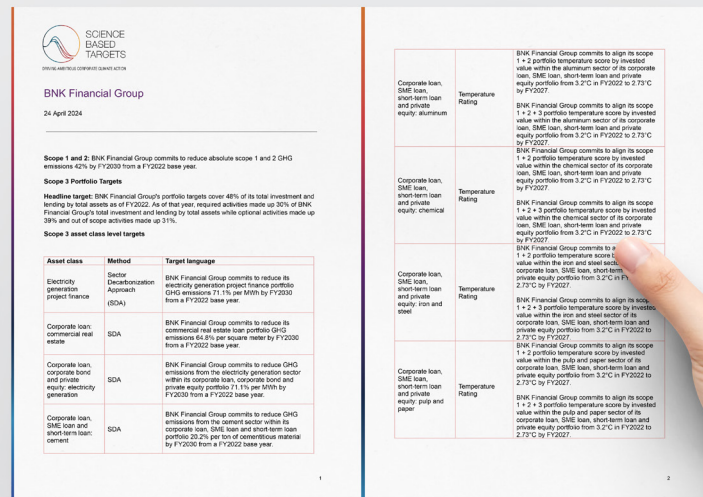 SCIENCE
BASED
TARGETS
DRIVING AMBITIOUS CORPORATE CLIMATE ACTION
BNK Financial Group
24 April 2024
Scope 1 and 2: BNK Financial Group commits to reduce absolute scope 1 and 2 GHG
emissions 42% by FY2030 from a FY2022 base year.
Scope 3 Portfolio Targets
Headline target: BNK Financial Group's portfolio targets cover 48% of its total investment and
lending by total assets as of FY2022. As of that year, required activities made up 30% of BNK
Financial Group's total investment and lending by total assets while optional activities made up
39% and out of scope activities made up 31%.
Scope 3 asset class level targets
Asset class
Method
Target language
Electricity
generation
project finance
Sector
Decarbonization
Approach
(SDA)
BNK Financial Group commits to reduce its
electricity generation project finance portfolio
GHG emissions 71.1% per MWh by FY2030
from a FY2022 base year.
Corporate loan:
commercial real
estate
SDA
BNK Financial Group commits to reduce its
commercial real estate loan portfolio GHG
emissions 64.8% per square meter by FY2030
from a FY2022 base year.
Corporate loan,
corporate bond
and private
equity: electricity
generation
SDA
BNK Financial Group commits to reduce GHG
emissions from the electricity generation sector
within its corporate loan, corporate bond and
private equity portfolio 71.1% per MWh by
FY2030 from a FY2022 base year.
Corporate loan,
SME loan and
short-term loan:
cement
SDA
BNK Financial Group commits to reduce GHG
emissions from the cement sector within its
corporate loan, SME loan and short-term loan
portfolio 20.2% per ton of cementitious material
by FY2030 from a FY2022 base year.
1
Corporate loan,
SME loan,
short-term loan
and private
equity: aluminum
Temperature
Rating
BNK Financial Group commits to align its scope
1 + 2 portfolio temperature score by invested
value within the aluminum sector of its corporate
loan, SME loan, short-term loan and private
equity portfolio from 3.2°C in FY2022 to 2.73°C
by FY2027.
BNK Financial Group commits to align its scope
1 + 2 + 3 portfolio temperature score by invested
value within the aluminum sector of its corporate
loan, SME loan, short-term loan and private
equity portfolio from 3.2°C in FY2022 to 2.73°C
by FY2027.
Corporate loan,
SME loan,
short-term loan
and private
equity: chemical
Temperature
Rating
BNK Financial Group commits to align its scope
1 + 2 portfolio temperature score by invested
value within the chemical sector of its corporate
loan, SME loan, short-term loan and private
equity portfolio from 3.2°C in FY2022 to 2.73°C
by FY2027.
BNK Financial Group commits to align its scope
1 + 2 + 3 portfolio temperature score by invested
value within the chemical sector of its corporate
loan, SME loan, short-term loan and private
equity portfolio from 3.2°C in FY2022 to 2.73°C
by FY2027.
Corporate loan,
SME loan,
short-term loan
and private
equity: iron and
steel
Temperature
Rating
BNK Financial Group commits to
1 + 2 portfolio temperature score
value within the iron and steel
corporate loan, SME loan, short-term
private equity portfolio from 3.2°C in
2.73°C by FY2027.
BNK Financial Group commits to align its
1 + 2 + 3 portfolio temperature score by invested
value within the iron and steel sector of its
corporate loan, SME loan, short-term loan and
private equity portfolio from 3.2°C in FY2022 to
2.73°C by FY2027.
Corporate loan,
SME loan,
short-term loan
and private
equity: pulp and
paper
Temperature
Rating
BNK Financial Group commits to align its scope
1 + 2 portfolio temperature score by invested
value within the pulp and paper sector of its
corporate loan, SME loan, short-term loan and
private equity portfolio from 3.2°C in FY2022 to
2.73°C by FY2027.
BNK Financial Group commits to align its scope
1 + 2 + 3 portfolio temperature score by invested
value within the pulp and paper sector of its
corporate loan, SME loan, short-term loan and
private equity portfolio from 3.2°C in FY2022 to
2.73°C by FY2027.
2